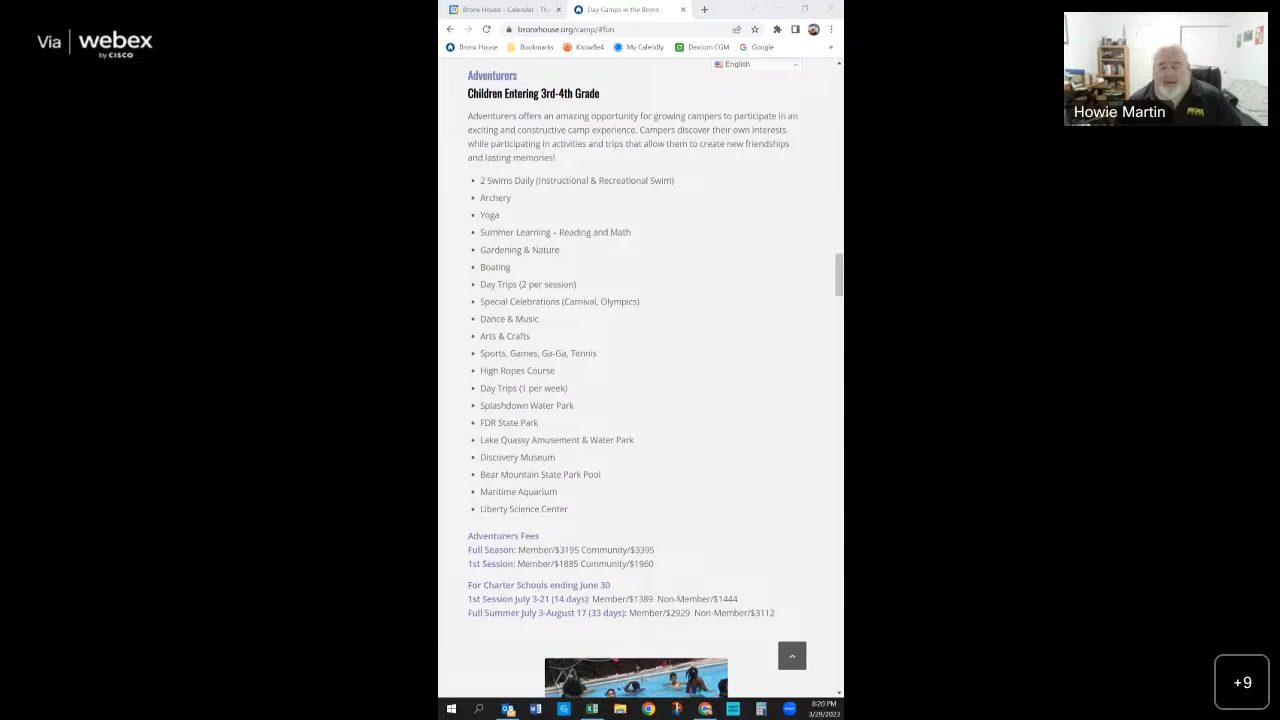 Via | webex
by CISCO
Bronx House - Calendar - Thu
Day Camps in the Bronx
bronxhouse.org/camp/#fun
Bronx House
Bookmarks
KnowBe4
My Calendly
Dexcom CGM
Google
»
English
Adventurers
Children Entering 3rd-4th Grade
Adventurers offers an amazing opportunity for growing campers to participate in an
exciting and constructive camp experience. Campers discover their own interests
while participating in activities and trips that allow them to create new friendships
and lasting memories!
• 2 Swims Daily (Instructional & Recreational Swim)
• Archery
• Yoga
• Summer Learning – Reading and Math
• Gardening & Nature
• Boating
• Day Trips (2 per session)
• Special Celebrations (Carnival, Olympics)
• Dance & Music
• Arts & Crafts
• Sports, Games, Ga-Ga, Tennis
• High Ropes Course
• Day Trips (1 per week)
• Splashdown Water Park
• FDR State Park
• Lake Quassy Amusement & Water Park
• Discovery Museum
• Bear Mountain State Park Pool
• Maritime Aquarium
• Liberty Science Center
Adventurers Fees
Full Season: Member/$3195 Community/$3395
1st Session: Member/$1885 Community/$1960
For Charter Schools ending June 30
1st Session July 3-21 (14 days): Member/$1389 Non-Member/$1444
Full Summer July 3-August 17 (33 days): Member/$2929 Non-Member/$3112
8:20 PM
3/29/2023
Howie Martin
+9